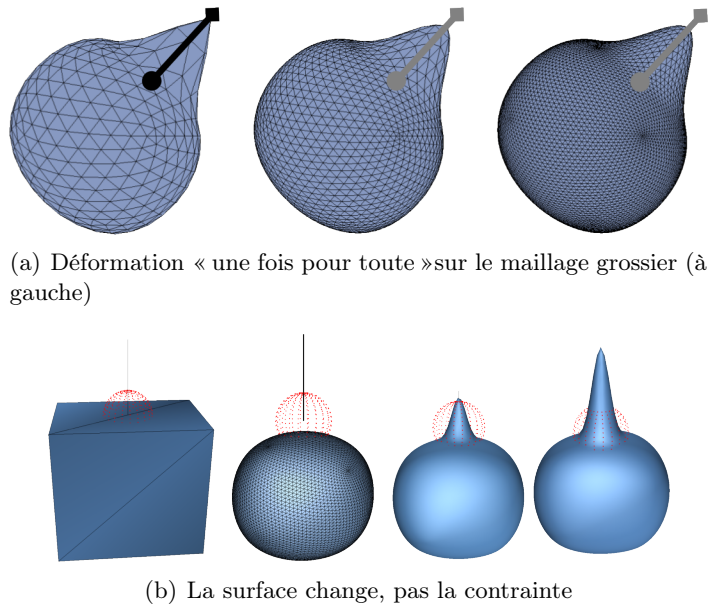 (a) Déformation « une fois pour toute »sur le maillage grossier (à
gauche)
(b) La surface change, pas la contrainte